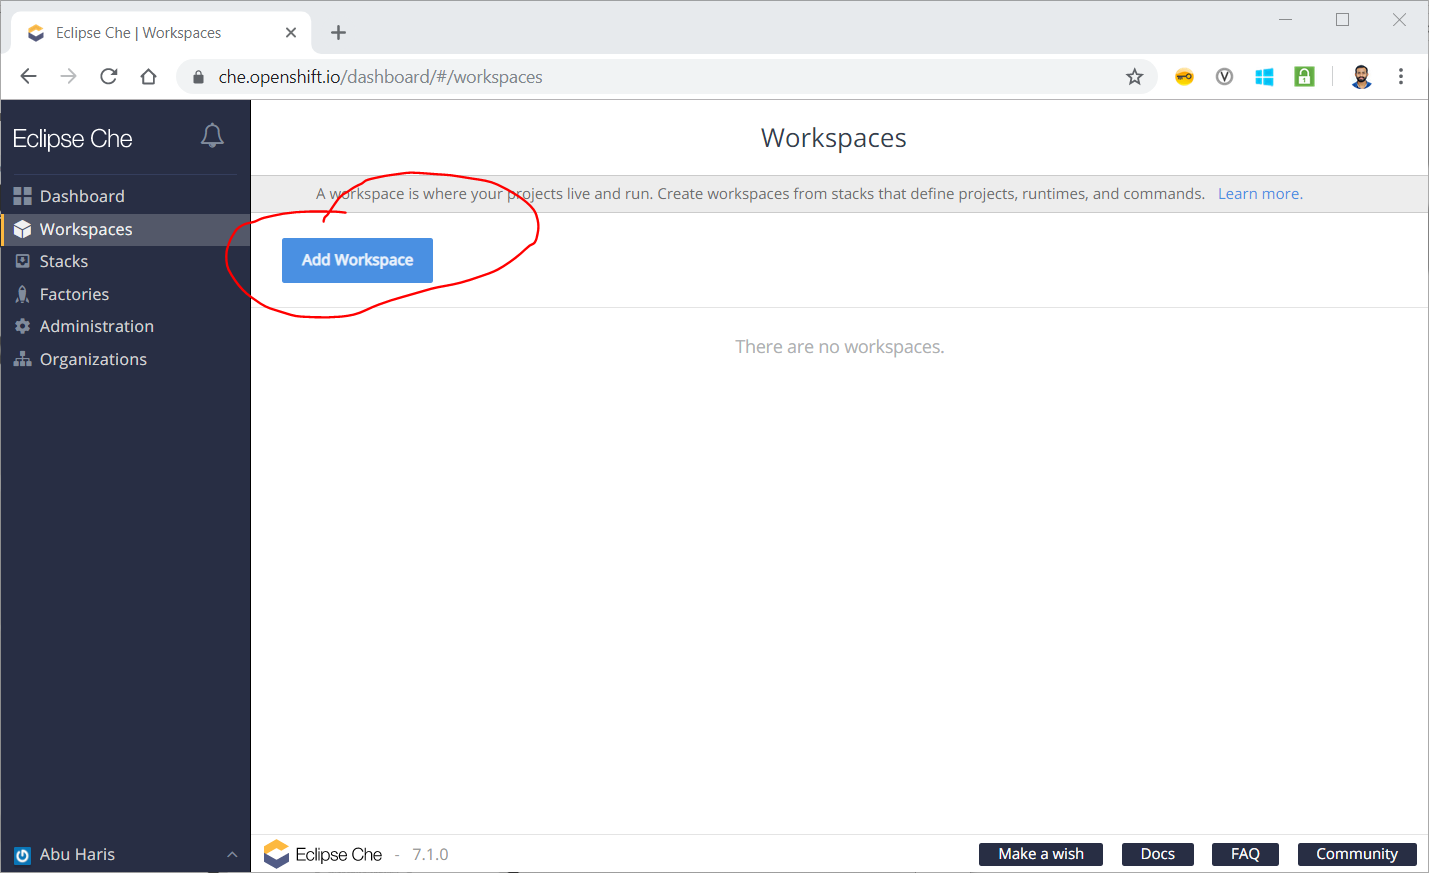 Eclipse Che | Workspaces
che.openshift.io/dashboard/#/workspaces
Eclipse Che
Dashboard
Workspaces
Stacks
Factories
Administration
Organizations
Abu Haris
Workspaces
A workspace is where your projects live and run. Create workspaces from stacks that define projects, runtimes, and commands. Learn more.
Add Workspace
There are no workspaces.
Eclipse Che - 7.1.0
Make a wish
Docs
FAQ
Community